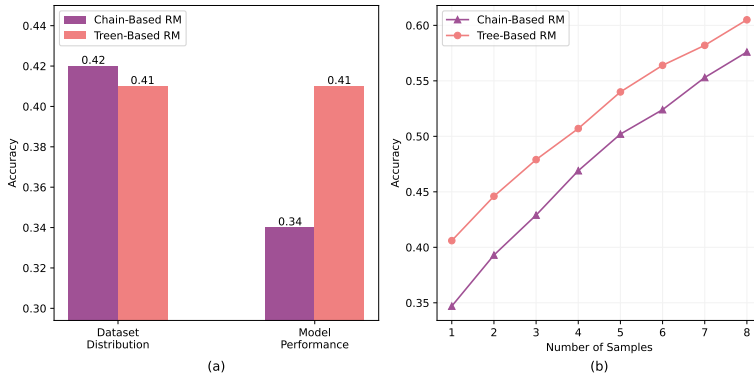 0.44
0.42
0.40
0.38
0.36
0.34
0.32
0.30
Accuracy
Chain-Based RM
Treen-Based RM
0.42
0.41
0.34
0.41
Dataset
Distribution
Model
Performance
(a)
0.60
0.55
0.50
0.45
0.40
0.35
Accuracy
Chain-Based RM
Tree-Based RM
1 2 3 4 5 6 7 8
Number of Samples
(b)